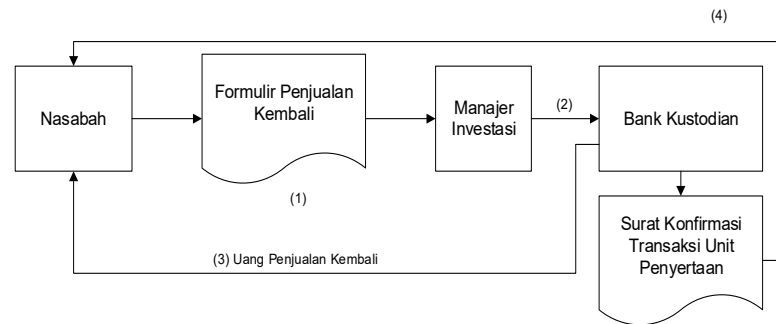 (4)
Nasabah
Formulir Penjualan
Kembali
(1)
Manajer
Investasi
(2)
Bank Kustodian
(3) Uang Penjualan Kembali
Surat Konfirmasi
Transaksi Unit
Penyertaan